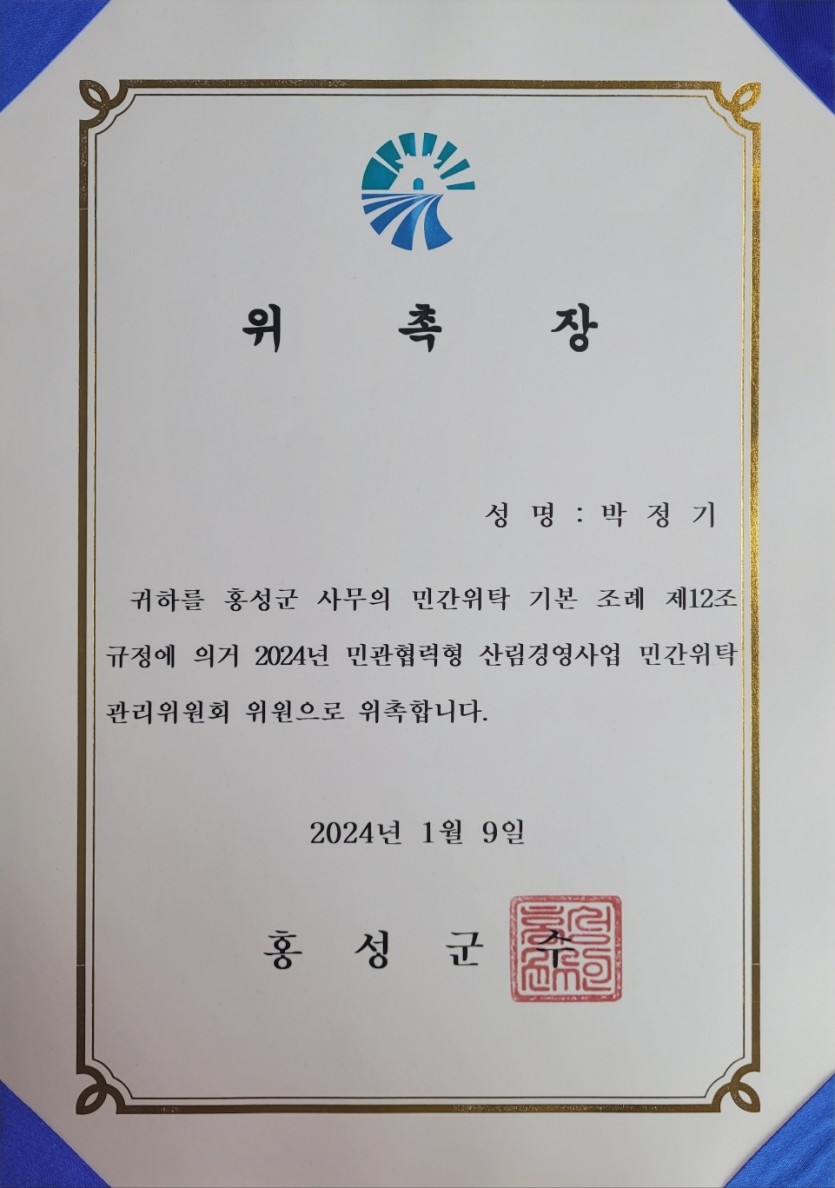 위 촉 장
성 명 : 박 정 기
귀하를 홍성군 사무의 민간위탁 기본 조례 제12조
규정에 의거 2024년 민관협력형 산림경영사업 민간위탁
관리위원회 위원으로 위촉합니다.
2024년 1월 9일
홍 성 군 수